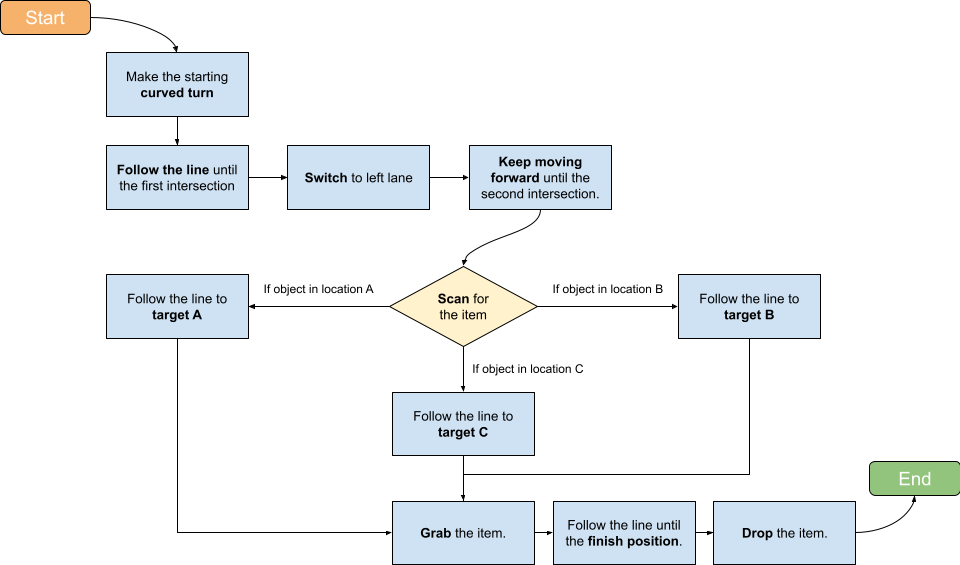 Start
Make the starting
curved turn
Follow the line until
the first intersection
Switch to left lane
Keep moving
forward until the
second intersection.
If object in location A
If object in location B
Follow the line to
target A
Scan for
the item
Follow the line to
target B
If object in location C
Follow the line to
target C
End
Grab the item.
Follow the line until
the finish position.
Drop the item.